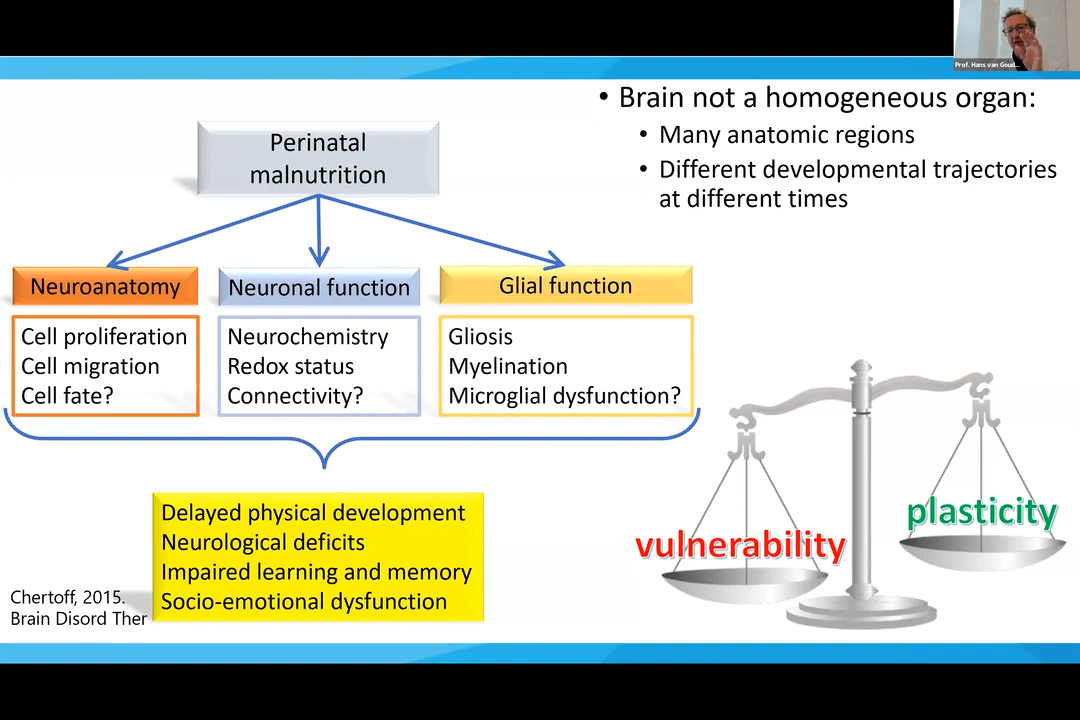 Prof. Hans van Goud...
• Brain not a homogeneous organ:
• Many anatomic regions
• Different developmental trajectories
at different times
Perinatal
malnutrition
Neuroanatomy
Cell proliferation
Cell migration
Cell fate?
Neuronal function
Neurochemistry
Redox status
Connectivity?
Glial function
Gliosis
Myelination
Microglial dysfunction?
Delayed physical development
Neurological deficits
Impaired learning and memory
Socio-emotional dysfunction
vulnerability
plasticity
Chertoff, 2015.
Brain Disord Ther